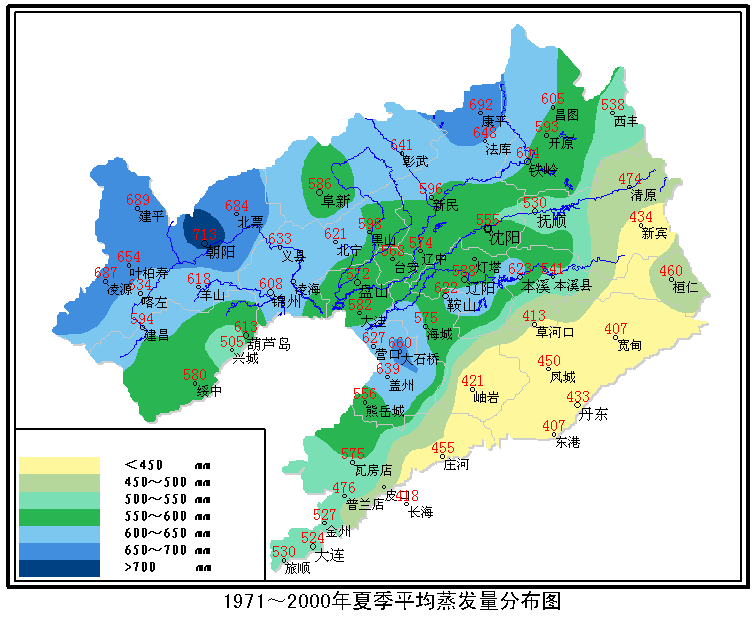 692
康平
605
昌图
538
西丰
648
法库
593
开原
641
彰武
604
铁岭
586
阜新
596
新民
474
清原
689
建平
684
北票
530
抚顺
434
新宾
713
朝阳
633
义县
621
北宁
黑山
574
辽中
555
沈阳
654
叶柏寿
568
台安
灯塔
637
凌源
634
喀左
618
羊山
608
锦州
凌海
572
盘山
辽阳
623
本溪
541
本溪县
460
桓仁
594
建昌
613
葫芦岛
505
兴城
532
大洼
622
鞍山
575
海城
413
草河口
407
宽甸
627
营口
660
大石桥
580
绥中
639
盖州
421
岫岩
450
凤城
556
熊岳城
433
丹东
407
东港
575
瓦房店
455
庄河
476
普兰店
皮口
418
长海
527
金州
524
大连
530
旅顺
＜450 mm
450～500 mm
500～550 mm
550～600 mm
600～650 mm
650～700 mm
>700 mm
1971～2000年夏季平均蒸发量分布图